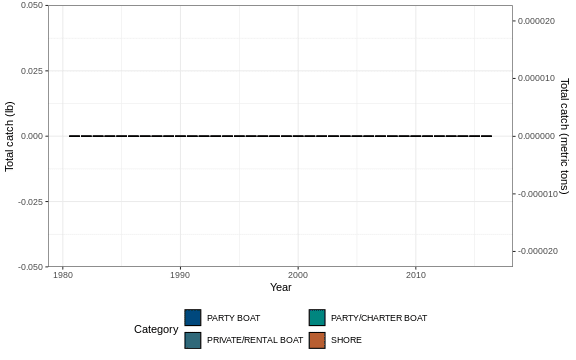 0.050
0.025
0.000
-0.025
-0.050
Total catch (lb)
0.000020
0.000010
0.000000
-0.000010
-0.000020
Total catch (metric tons)
1980 1990 2000 2010
Year
Category
PARTY BOAT PARTY/CHARTER BOAT
PRIVATE/RENTAL BOAT SHORE